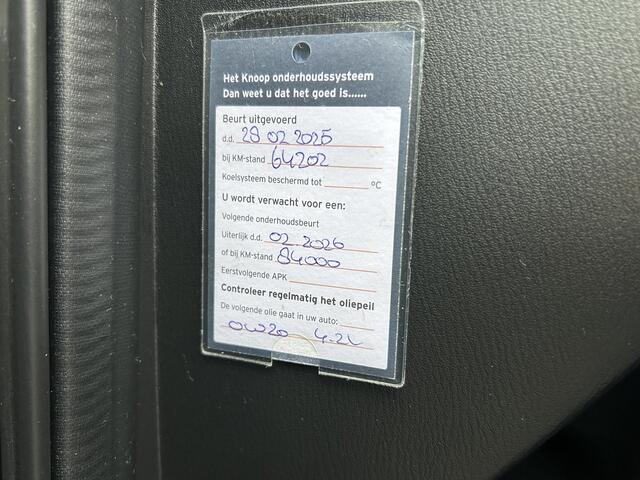 Het Knoop onderhoudssysteem
Dan weet u dat het goed is......
Beurt uitgevoerd
d.d. 28 02 2025
bij KM-stand 64202
Koelsysteem beschermd tot ______ °C
U wordt verwacht voor een:
Volgende onderhoudsbeurt
Uiterlijk d.d. 02.2026
of bij KM-stand 84000
Eerstvolgende APK
Controleer regelmatig het oliepeil
De volgende olie gaat in uw auto:
0W20 4.2L